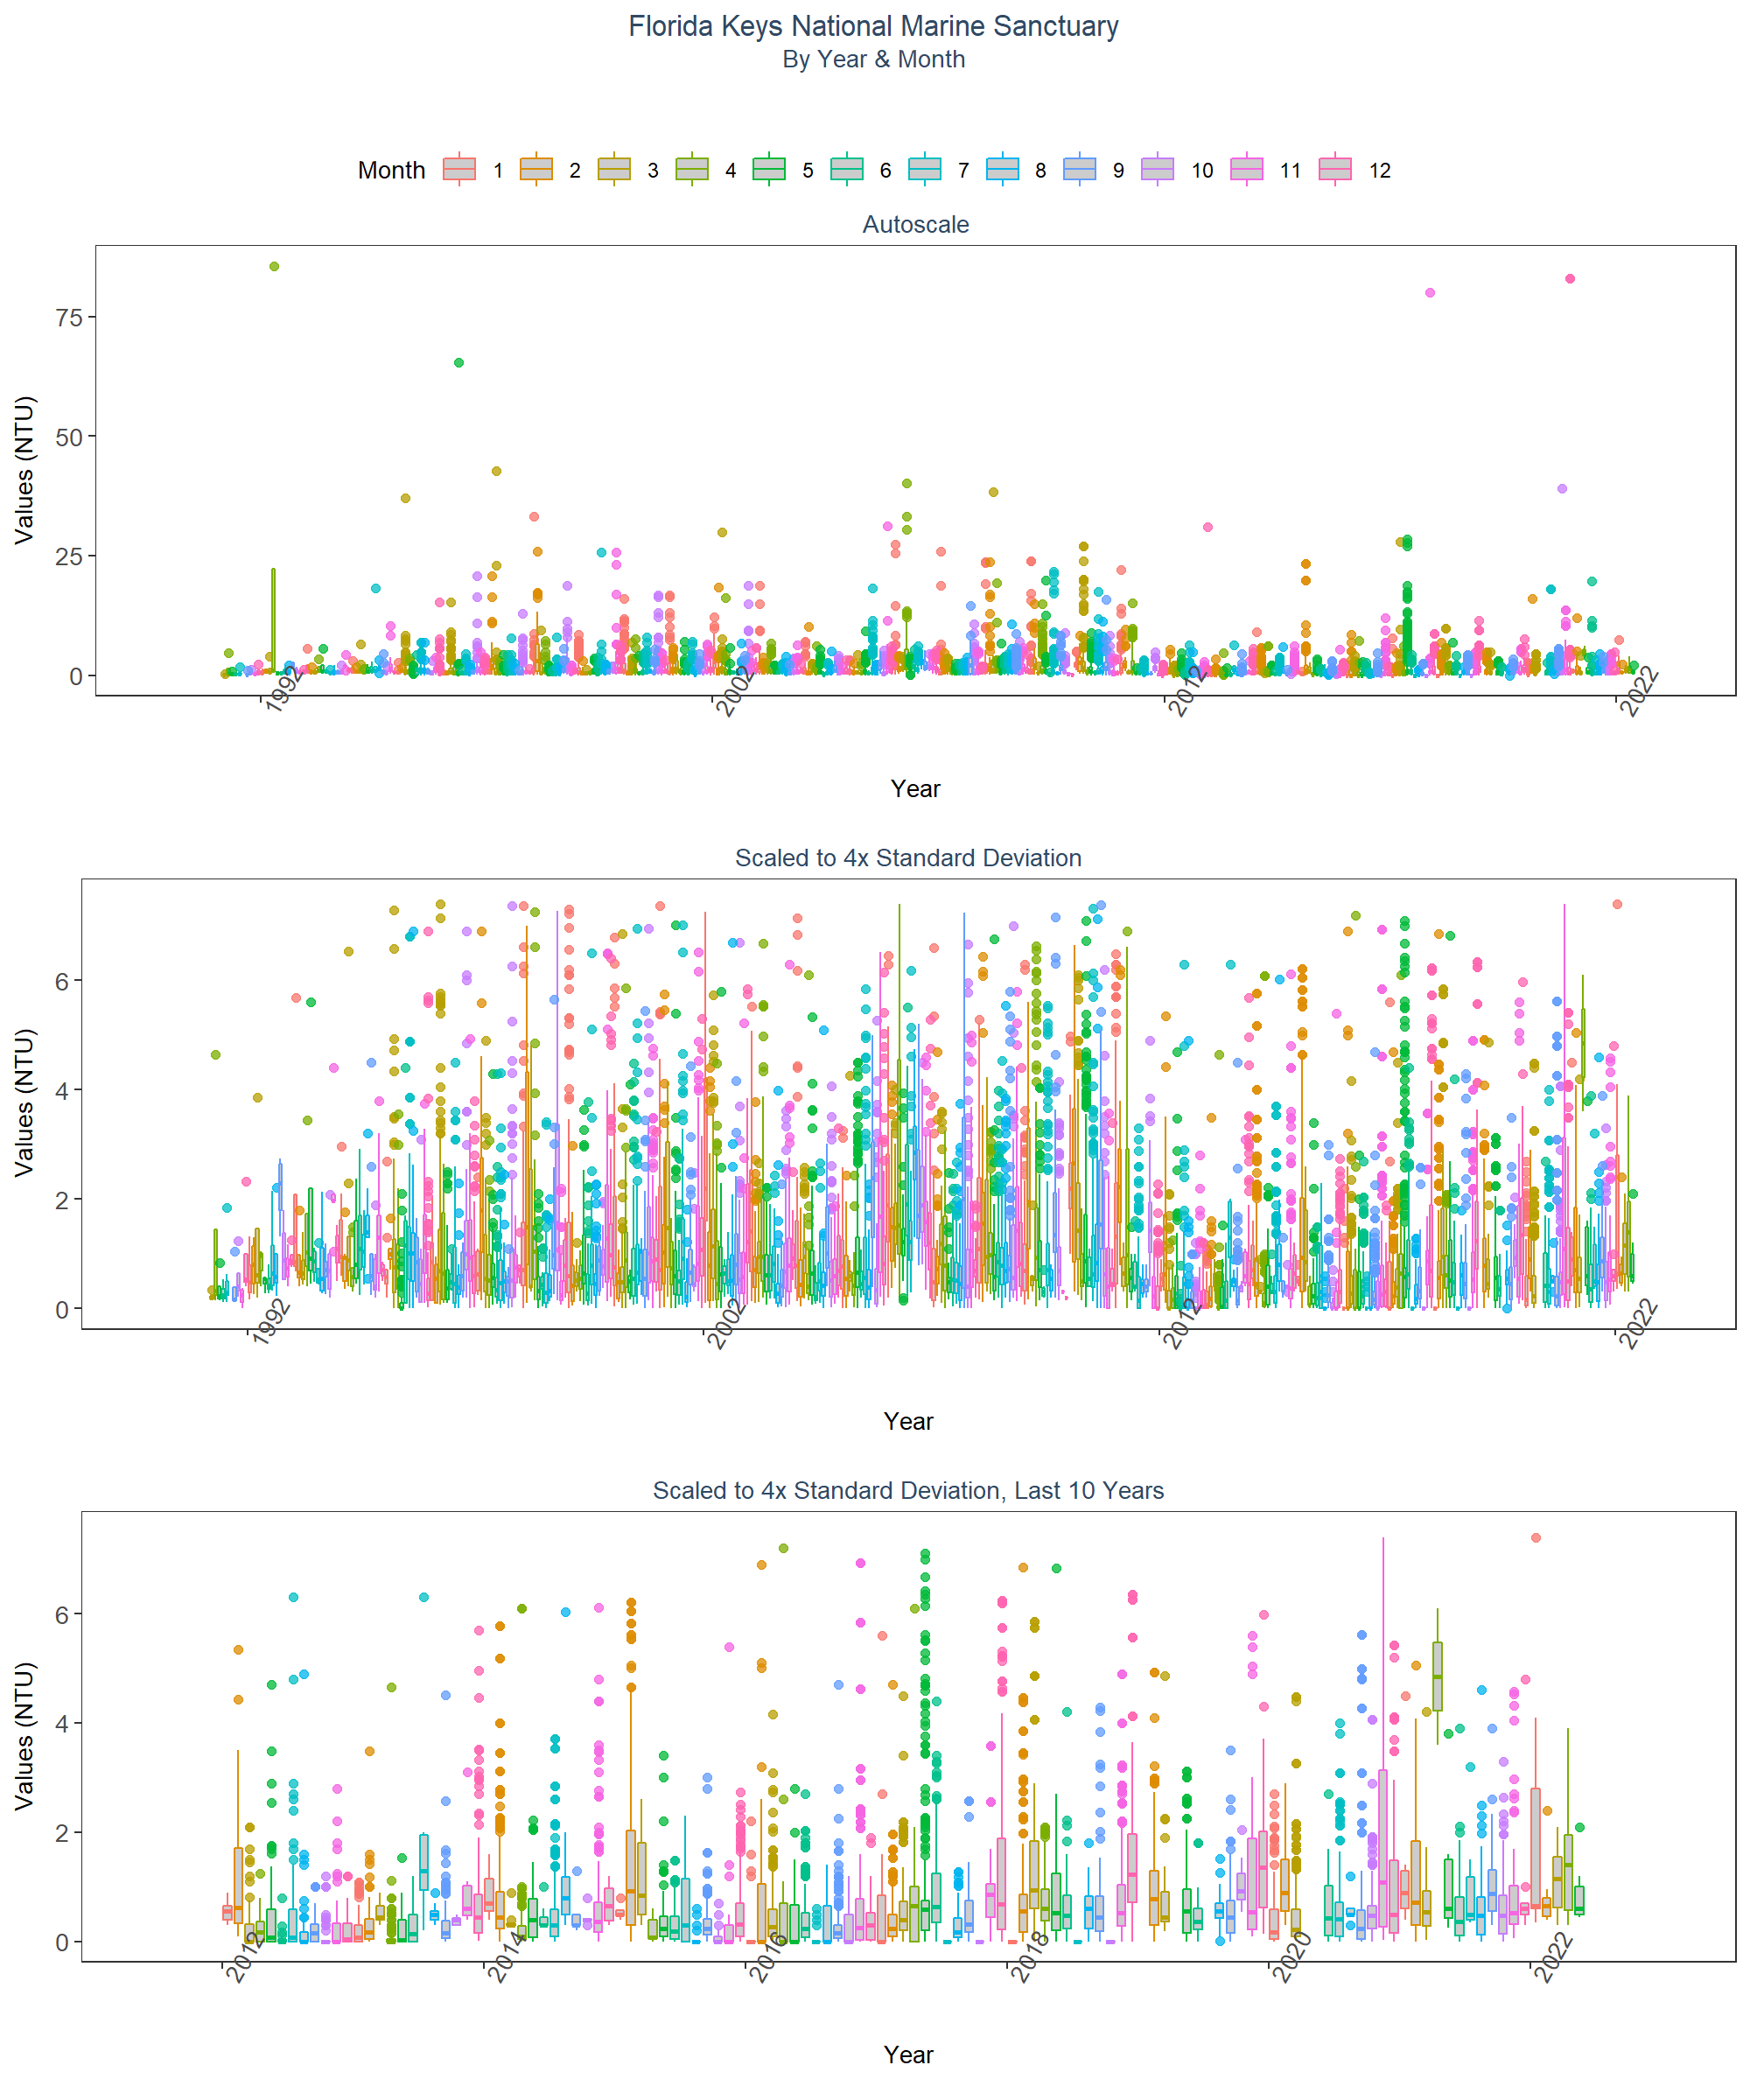 Florida Keys National Marine Sanctuary
By Year & Month
Month 1 2 3 4 5 6 7 8 9 10 11 12
Autoscale
Values (NTU)
75
50
25
0
1992 2002 2012 2022
Year
Scaled to 4x Standard Deviation
Values (NTU)
6
4
2
0
1992 2002 2012 2022
Year
Scaled to 4x Standard Deviation, Last 10 Years
Values (NTU)
6
4
2
0
2012 2014 2016 2018 2020 2022
Year